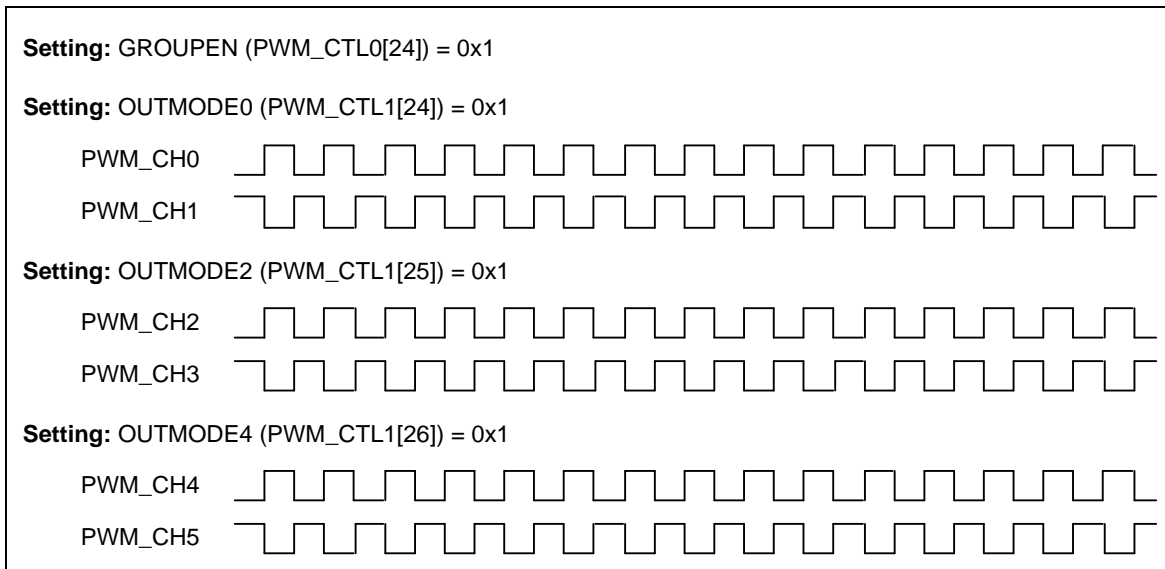 Setting: GROUPEN (PWM_CTL0[24]) = 0x1
Setting: OUTMODE0 (PWM_CTL1[24]) = 0x1
PWM_CH0
PWM_CH1
Setting: OUTMODE2 (PWM_CTL1[25]) = 0x1
PWM_CH2
PWM_CH3
Setting: OUTMODE4 (PWM_CTL1[26]) = 0x1
PWM_CH4
PWM_CH5